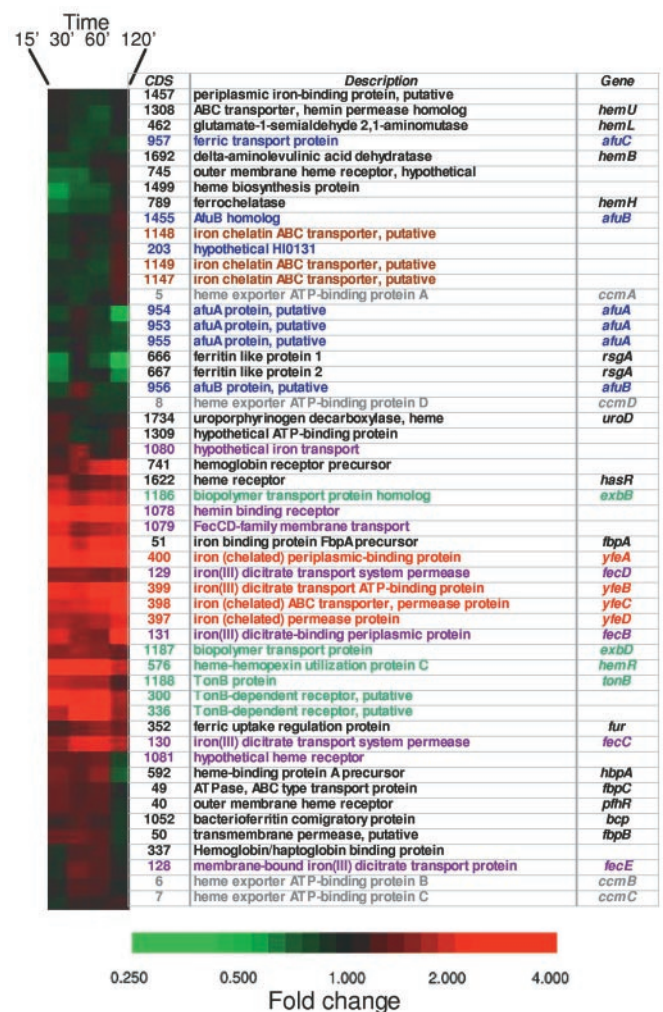 Time
15' 30' 60' 120'
CDS Description Gene
1457 periplasmic iron-binding protein, putative
1308 ABC transporter, hemin permease homolog hemU
462 glutamate-1-semialdehyde 2,1-aminomutase hemL
957 ferric transport protein afuC
1692 delta-aminolevulinic acid dehydratase hemB
745 outer membrane heme receptor, hypothetical
1499 heme biosynthesis protein
789 ferrochelatase hemH
1455 AfuB homolog afuB
1148 iron chelatin ABC transporter, putative
203 hypothetical HI0131
1149 iron chelatin ABC transporter, putative
1147 iron chelatin ABC transporter, putative
5 heme exporter ATP-binding protein A ccmA
954 afuA protein, putative afuA
953 afuA protein, putative afuA
955 afuA protein, putative afuA
666 ferritin like protein 1 rsgA
667 ferritin like protein 2 rsgA
956 afuB protein, putative afuB
8 heme exporter ATP-binding protein D ccmD
1734 uroporphyrinogen decarboxylase, heme uroD
1309 hypothetical ATP-binding protein
1080 hypothetical iron transport
741 hemoglobin receptor precursor
1622 heme receptor hasR
1186 biopolymer transport protein homolog exbB
1078 hemin binding receptor
1079 FecCD-family membrane transport
51 iron binding protein FbpA precursor fbpA
400 iron (chelated) periplasmic-binding protein yfeA
129 iron(III) dicitrate transport system permease fecD
399 iron(III) dicitrate transport ATP-binding protein yfeB
398 iron (chelated) ABC transporter, permease protein yfeC
397 iron (chelated) permease protein yfeD
131 iron(III) dicitrate-binding periplasmic protein fecB
1187 biopolymer transport protein exbD
576 heme-hemopexin utilization protein C hemR
1188 TonB protein tonB
300 TonB-dependent receptor, putative
336 TonB-dependent receptor, putative
352 ferric uptake regulation protein fur
130 iron(III) dicitrate transport system permease fecC
1081 hypothetical heme receptor
592 heme-binding protein A precursor hbpA
49 ATPase, ABC type transport protein fbpC
40 outer membrane heme receptor pfhR
1052 bacterioferritin comigratory protein bcp
50 transmembrane permease, putative fbpB
337 Hemoglobin/haptoglobin binding protein
128 membrane-bound iron(III) dicitrate transport protein fecE
6 heme exporter ATP-binding protein B ccmB
7 heme exporter ATP-binding protein C ccmC
0.250 0.500 1.000 2.000 4.000
Fold change